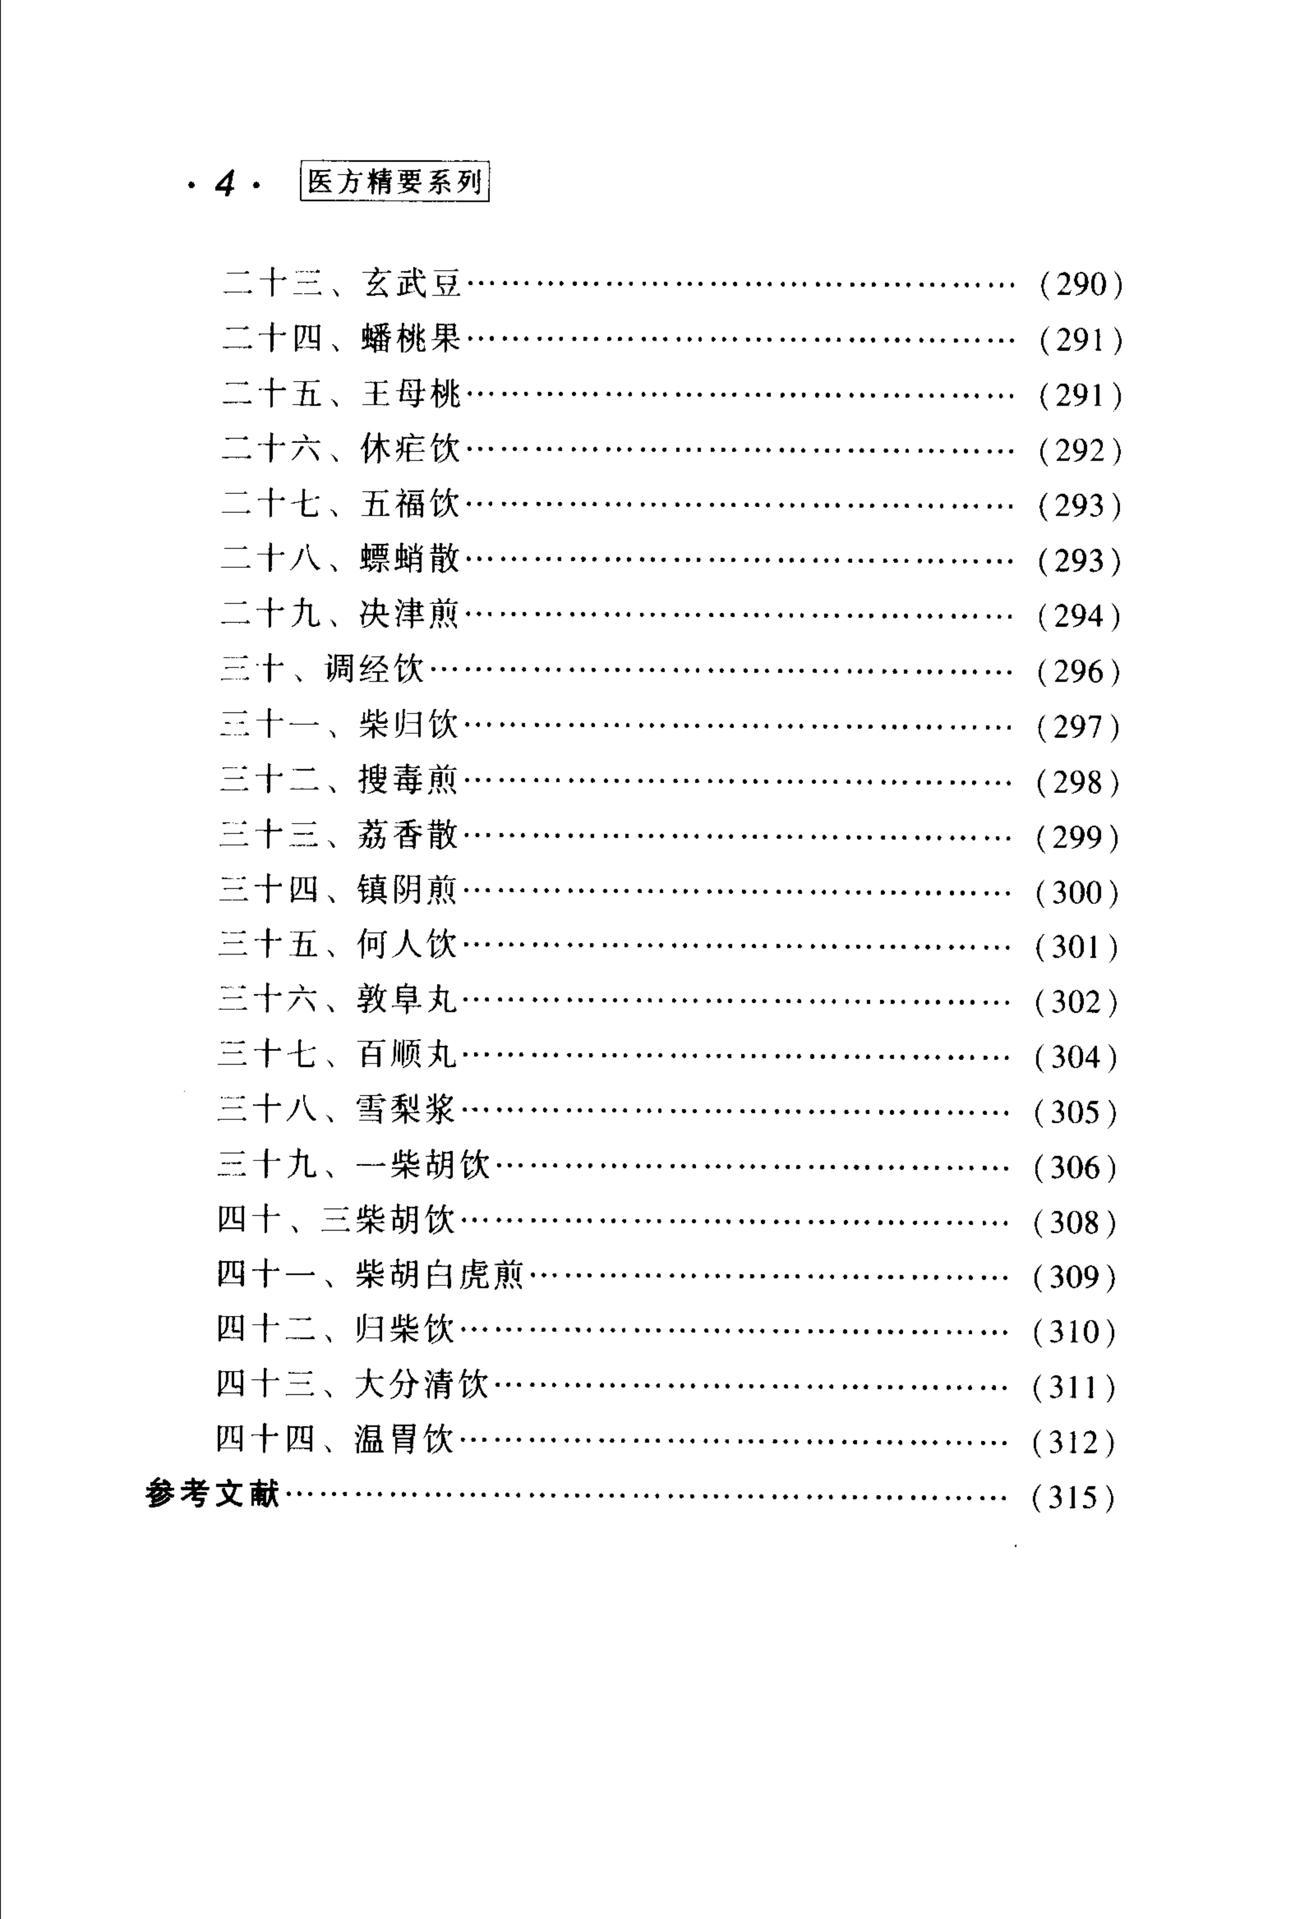 ·4· 医方精要系列
二十三、玄武豆……………………………………………(290)
二十四、蟠桃果……………………………………………(291)
二十五、王母桃……………………………………………(291)
二十六、休疟饮……………………………………………(292)
二十七、五福饮……………………………………………(293)
二十八、螵蛸散……………………………………………(293)
二十九、决津煎……………………………………………(294)
三十、调经饮………………………………………………(296)
三十一、柴归饮……………………………………………(297)
三十二、搜毒煎……………………………………………(298)
三十三、荔香散……………………………………………(299)
三十四、镇阴煎……………………………………………(300)
三十五、何人饮……………………………………………(301)
三十六、敦阜丸……………………………………………(302)
三十七、百顺丸……………………………………………(304)
三十八、雪梨浆……………………………………………(305)
三十九、一柴胡饮…………………………………………(306)
四十、三柴胡饮……………………………………………(308)
四十一、柴胡白虎煎………………………………………(309)
四十二、归柴饮……………………………………………(310)
四十三、大分清饮…………………………………………(311)
四十四、温胃饮……………………………………………(312)
参考文献……………………………………………………(315)